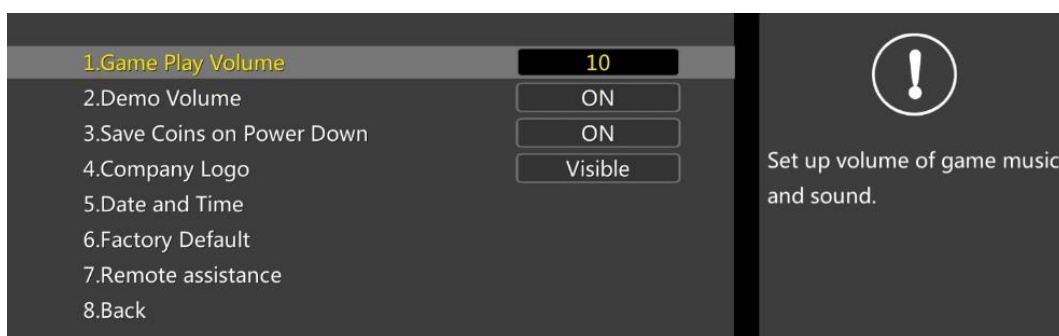 1.Game Play Volume 10
2.Demo Volume ON
3.Save Coins on Power Down ON
4.Company Logo Visible
5.Date and Time
6.Factory Default
7.Remote assistance
8.Back
!
Set up volume of game music
and sound.